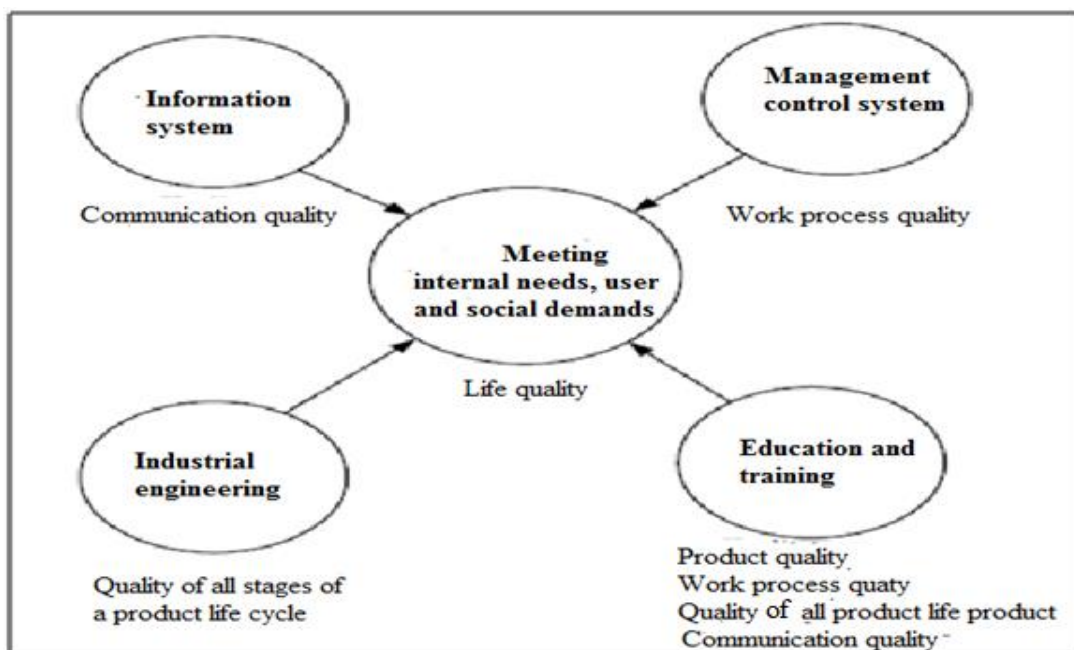 Information
system
Communication quality
Management
control system
Work process quality
Meeting
internal needs, user
and social demands
Life quality
Industrial
engineering
Quality of all stages of
a product life cycle
Education and
training
Product quality
Work process quaty
Quality of all product life product
Communication quality